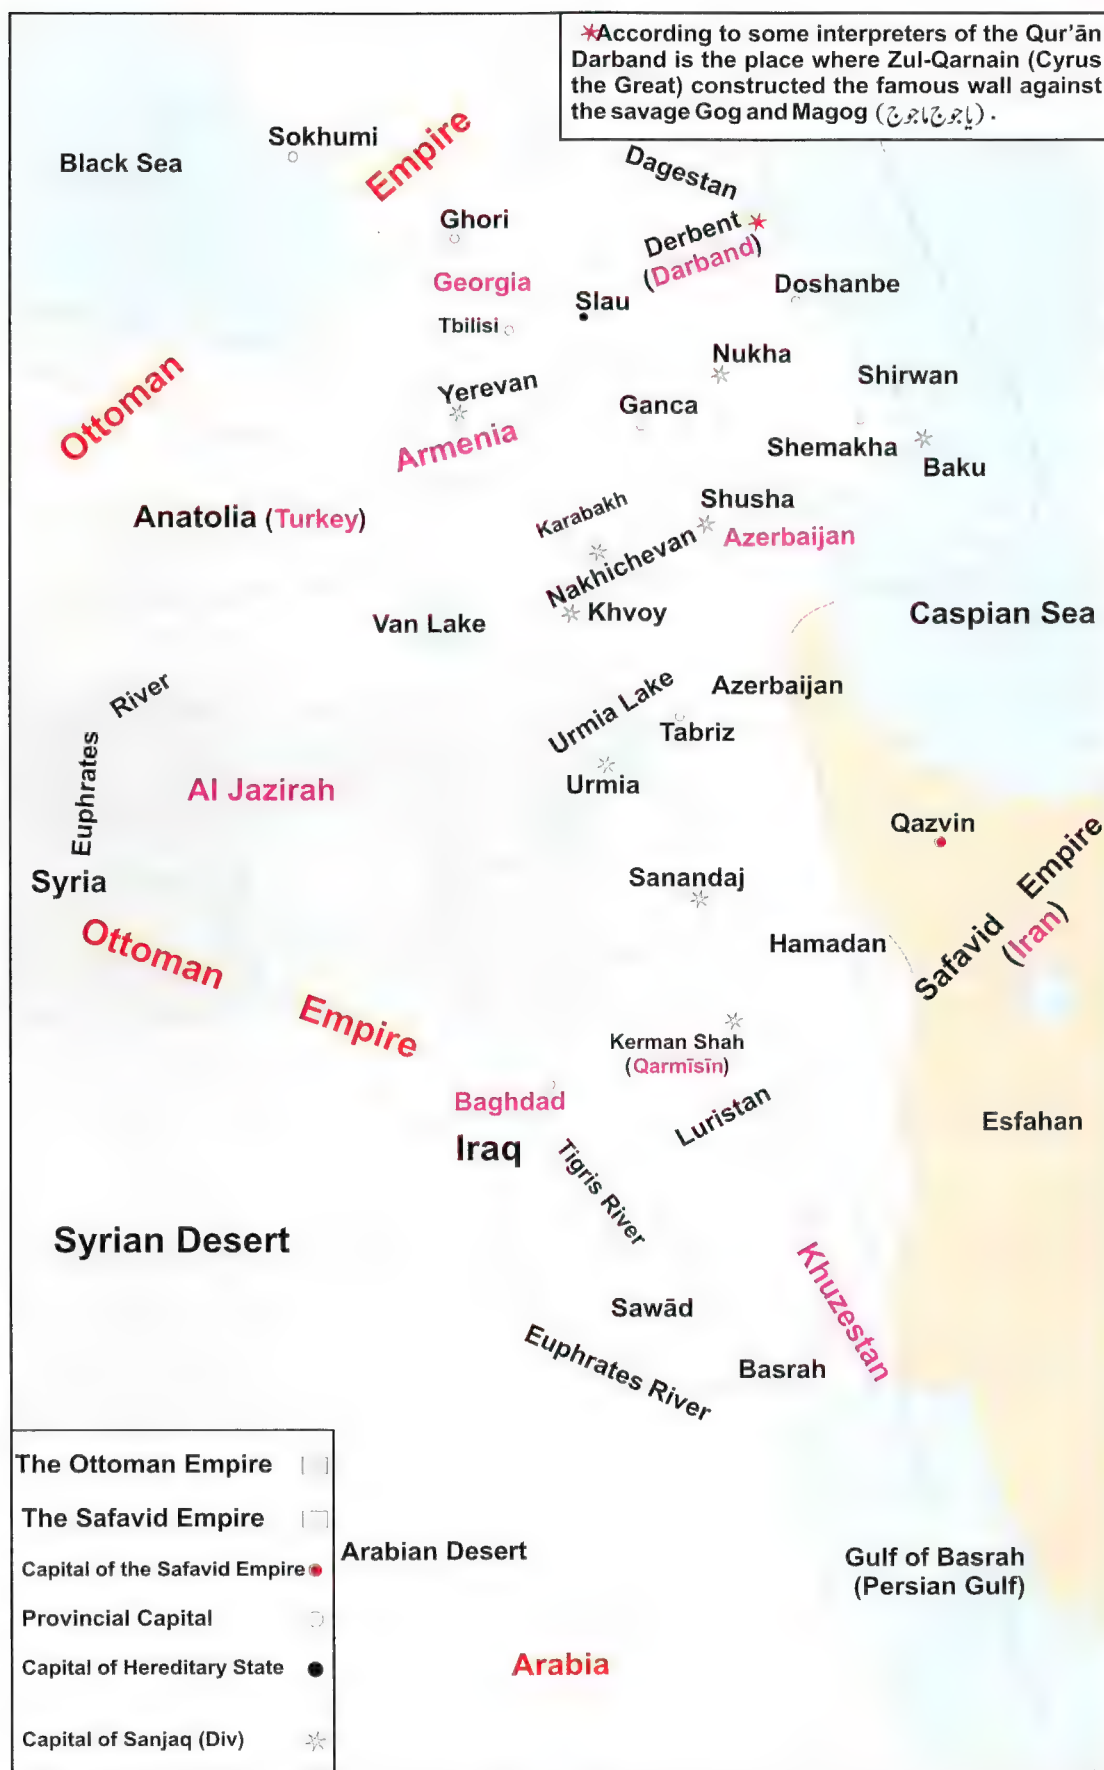 *According to some interpreters of the Qur'ān
Darband is the place where Zul-Qarnain (Cyrus
the Great) constructed the famous wall against
the savage Gog and Magog (یاجوج ماجوج).
Black Sea
Sokhumi
Empire
Dagestan
Ghori
Derbent *
(Darband)
Georgia
Slau
Doshanbe
Tbilisi
Nukha
Ottoman
Yerevan
Shirwan
Ganca
Armenia
Shemakha
Baku
Shusha
Anatolia (Turkey)
Karabakh
Azerbaijan
Nakhichevan
Khvoy
Van Lake
Caspian Sea
River
Urmia Lake
Azerbaijan
Tabriz
Euphrates
Al Jazirah
Urmia
Qazvin
Syria
Sanandaj
Safavid Empire
(Iran)
Ottoman
Hamadan
Empire
Kerman Shah
(Qarmīsīn)
Baghdad
Luristan
Esfahan
Iraq
Tigris River
Syrian Desert
Khuzestan
Sawād
Euphrates River
Basrah
The Ottoman Empire
The Safavid Empire
Capital of the Safavid Empire
Provincial Capital
Capital of Hereditary State
Capital of Sanjaq (Div)
Arabian Desert
Gulf of Basrah
(Persian Gulf)
Arabia